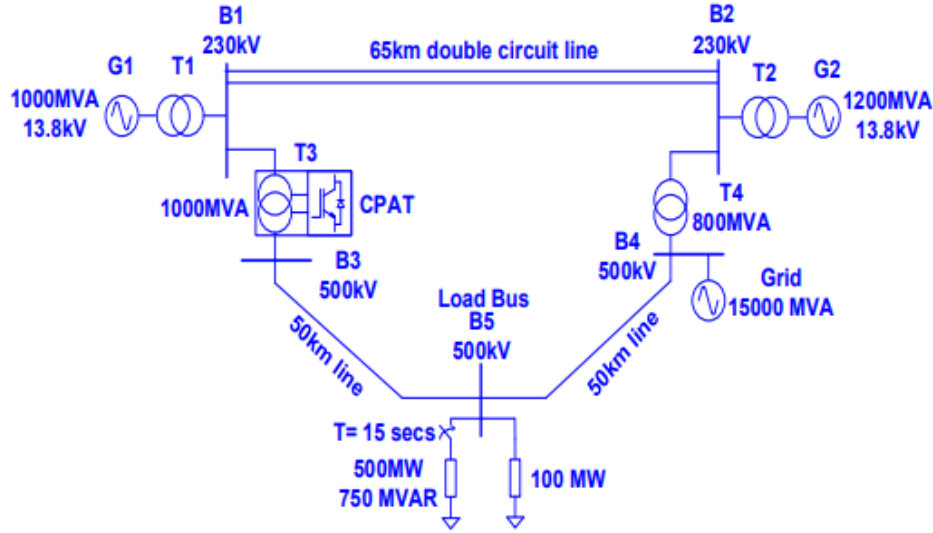 B1
230kV
B2
230kV
65km double circuit line
G1
T1
1000MVA
13.8kV
T2
G2
1200MVA
13.8kV
T3
1000MVA
CPAT
T4
800MVA
B3
500kV
B4
500kV
Grid
15000 MVA
Load Bus
B5
500kV
50km line
50km line
T= 15 secs
500MW
750 MVAR
100 MW